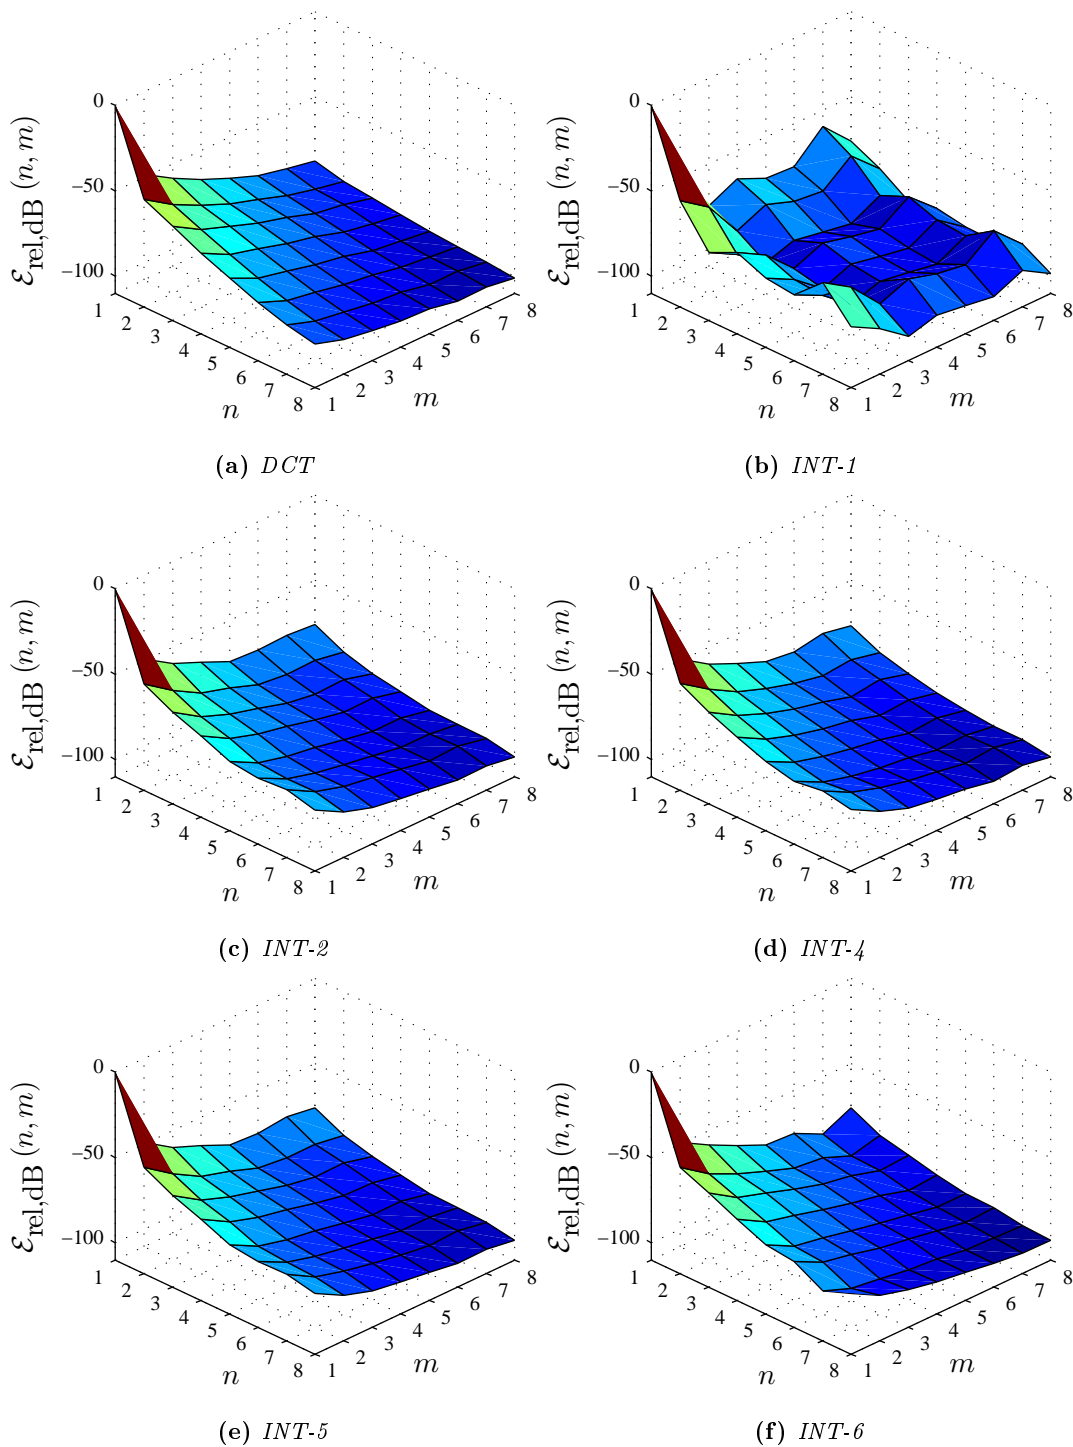 0
−50
−100
ℰrel,dB (n, m)
1 2 3 4 5 6 7 8
n
1 2 3 4 5 6 7 8
m
(a) DCT
0
−50
−100
ℰrel,dB (n, m)
1 2 3 4 5 6 7 8
n
1 2 3 4 5 6 7 8
m
(b) INT-1
0
−50
−100
ℰrel,dB (n, m)
1 2 3 4 5 6 7 8
n
1 2 3 4 5 6 7 8
m
(c) INT-2
0
−50
−100
ℰrel,dB (n, m)
1 2 3 4 5 6 7 8
n
1 2 3 4 5 6 7 8
m
(d) INT-4
0
−50
−100
ℰrel,dB (n, m)
1 2 3 4 5 6 7 8
n
1 2 3 4 5 6 7 8
m
(e) INT-5
0
−50
−100
ℰrel,dB (n, m)
1 2 3 4 5 6 7 8
n
1 2 3 4 5 6 7 8
m
(f) INT-6